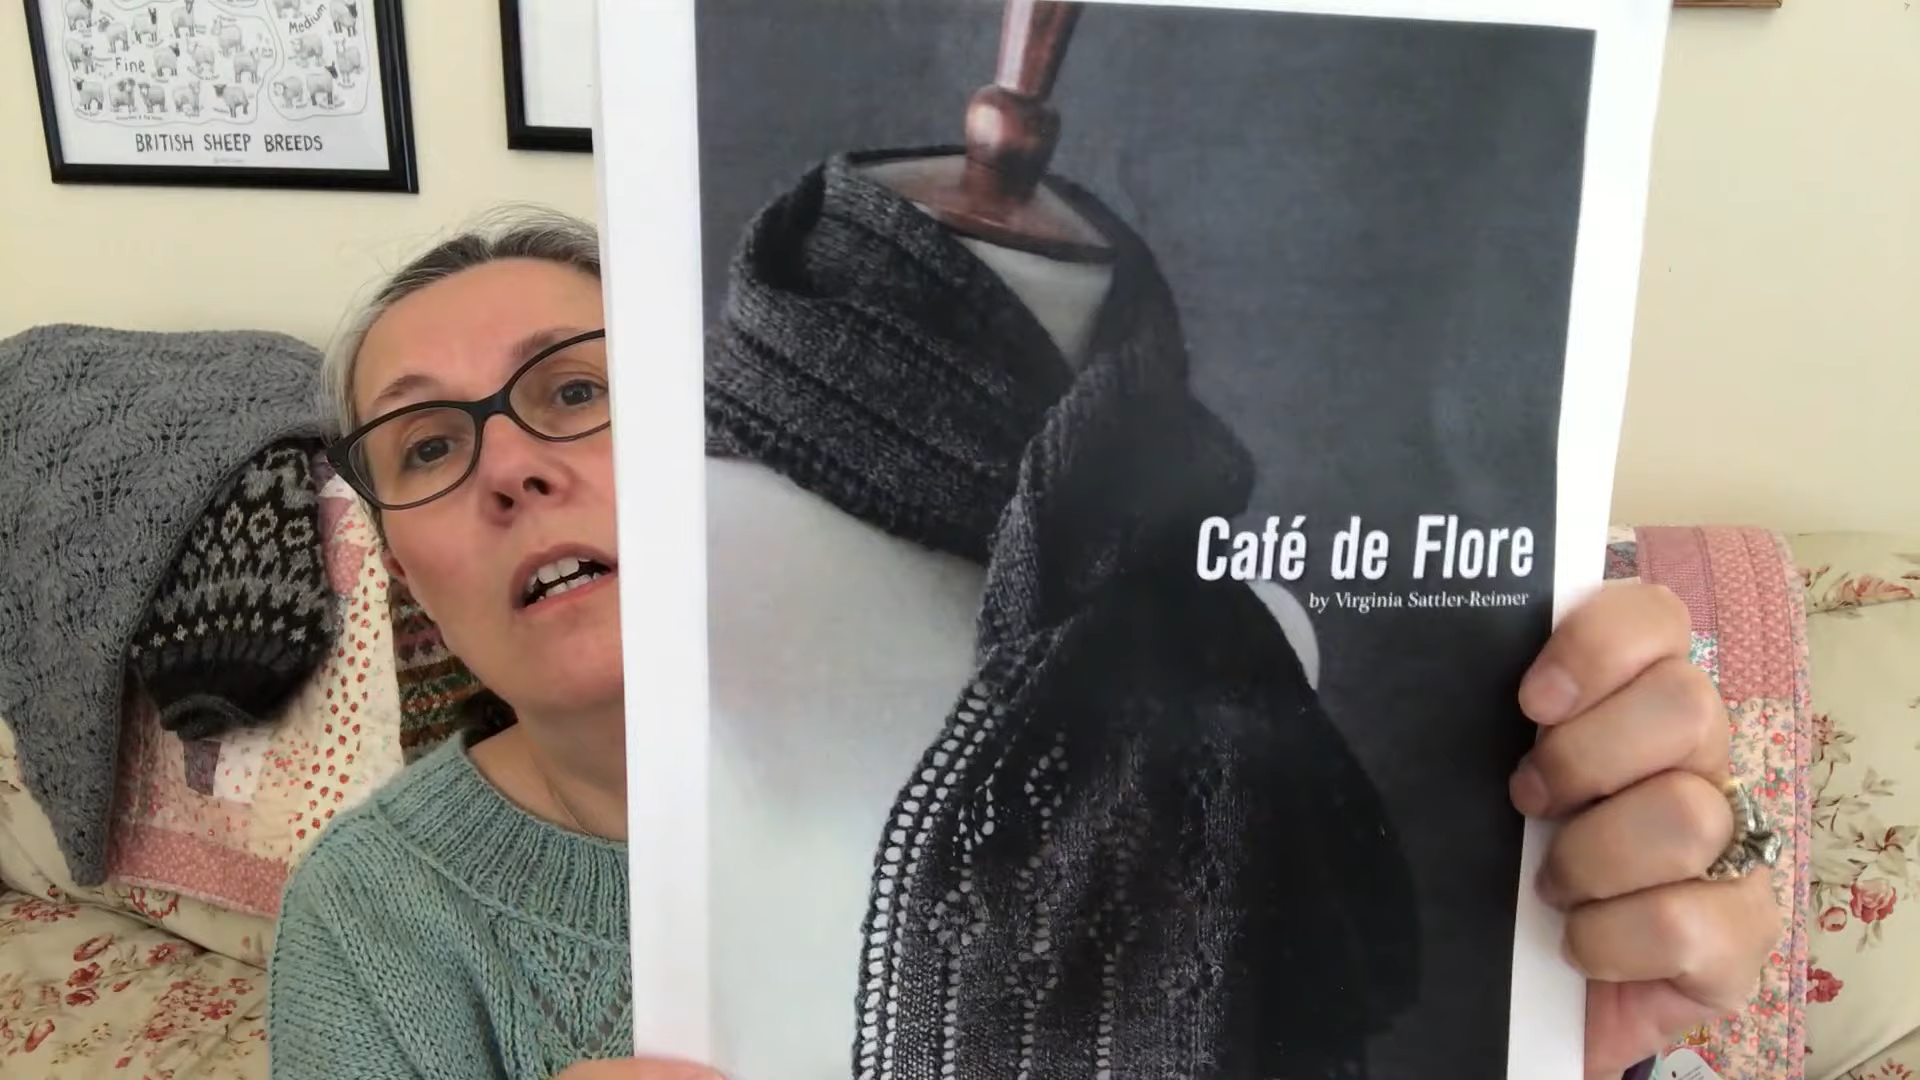 Medium
Fine
BRITISH SHEEP BREEDS
Café de Flore
by Virginia Sattler-Reimer